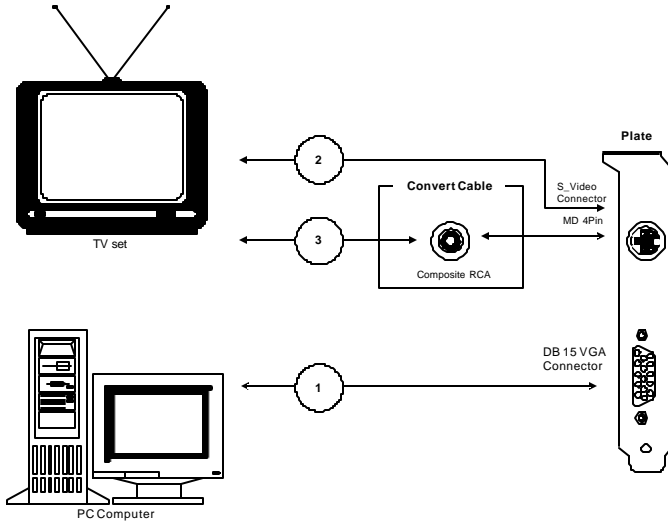 Plate
2
Convert Cable
S_Video
Connector
MD 4Pin
3
TV set
Composite RCA
DB 15 VGA
Connector
1
PC Computer